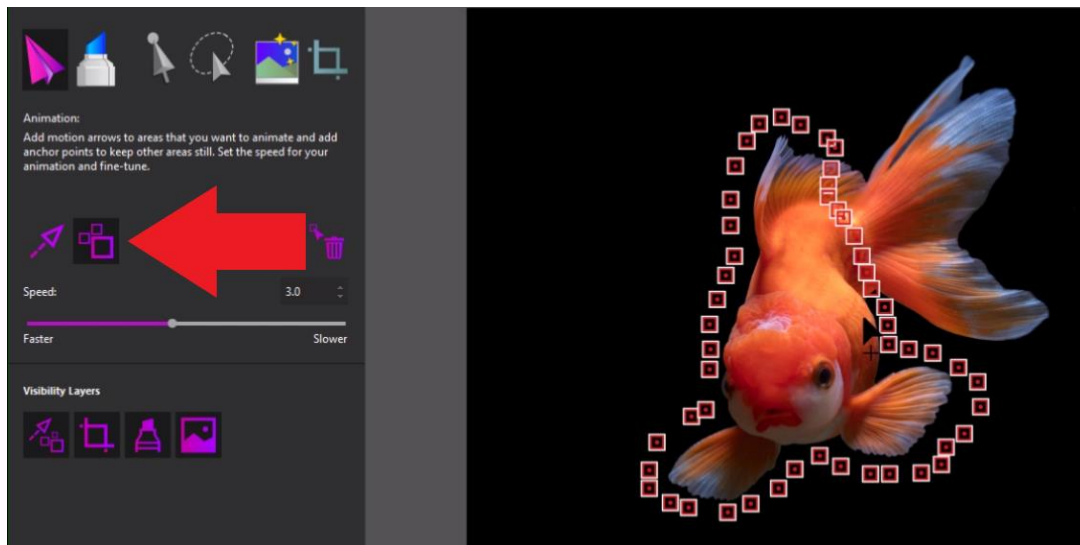 Animation:
Add motion arrows to areas that you want to animate and add
anchor points to keep other areas still. Set the speed for your
animation and fine-tune.
Speed: 3.0
Faster Slower
Visibility Layers